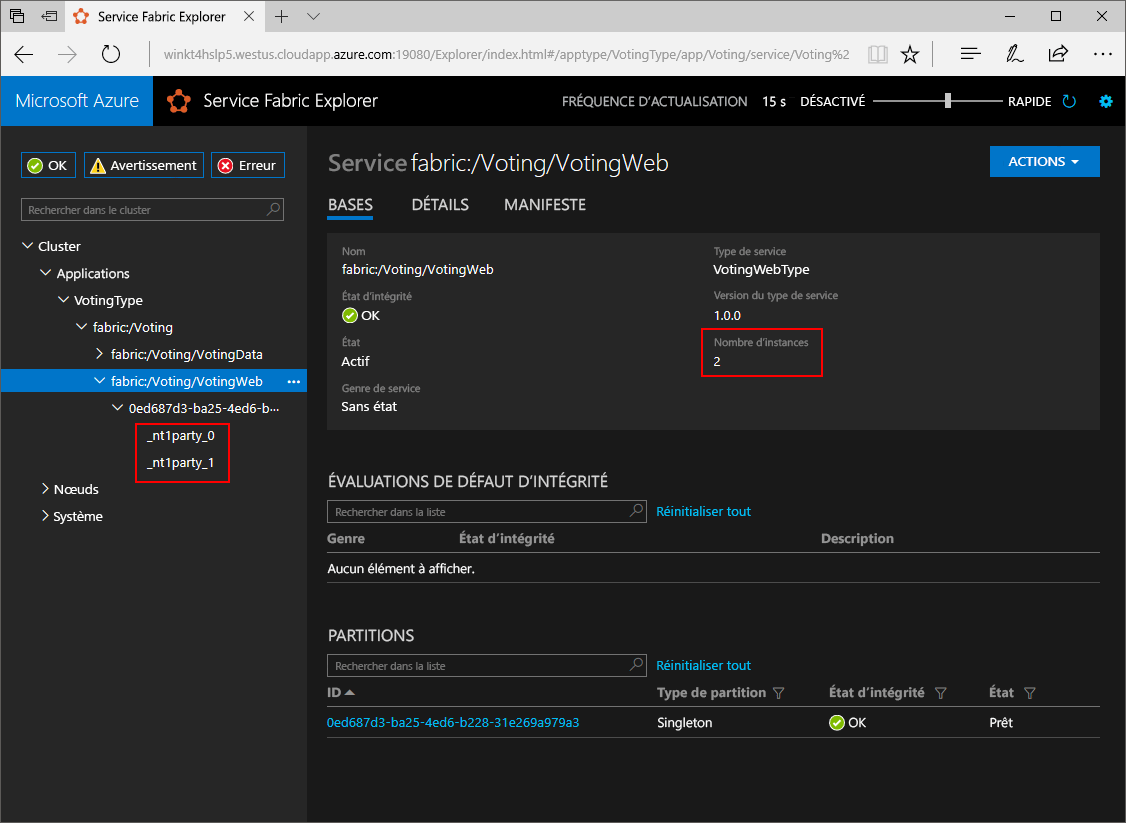 Service Fabric Explorer
winkt4hslp5.westus.cloudapp.azure.com:19080/Explorer/index.html#/apptype/VotingType/app/Voting/service/Voting%2
Microsoft Azure
Service Fabric Explorer
FRÉQUENCE D’ACTUALISATION 15 s DÉSACTIVÉ RAPIDE
OK Avertissement Erreur
Rechercher dans le cluster
Cluster
Applications
VotingType
fabric:/Voting
fabric:/Voting/VotingData
fabric:/Voting/VotingWeb
0ed687d3-ba25-4ed6-b...
_nt1party_0
_nt1party_1
Nœuds
Système
Service fabric:/Voting/VotingWeb
ACTIONS
BASES DÉTAILS MANIFESTE
Nom
fabric:/Voting/VotingWeb
État d’intégrité
OK
État
Actif
Genre de service
Sans état
Type de service
VotingWebType
Version du type de service
1.0.0
Nombre d’instances
2
ÉVALUATIONS DE DÉFAUT D’INTÉGRITÉ
Rechercher dans la liste Réinitialiser tout
Genre État d’intégrité Description
Aucun élément à afficher.
PARTITIONS
Rechercher dans la liste Réinitialiser tout
ID Type de partition État d’intégrité État
0ed687d3-ba25-4ed6-b228-31e269a979a3 Singleton OK Prêt